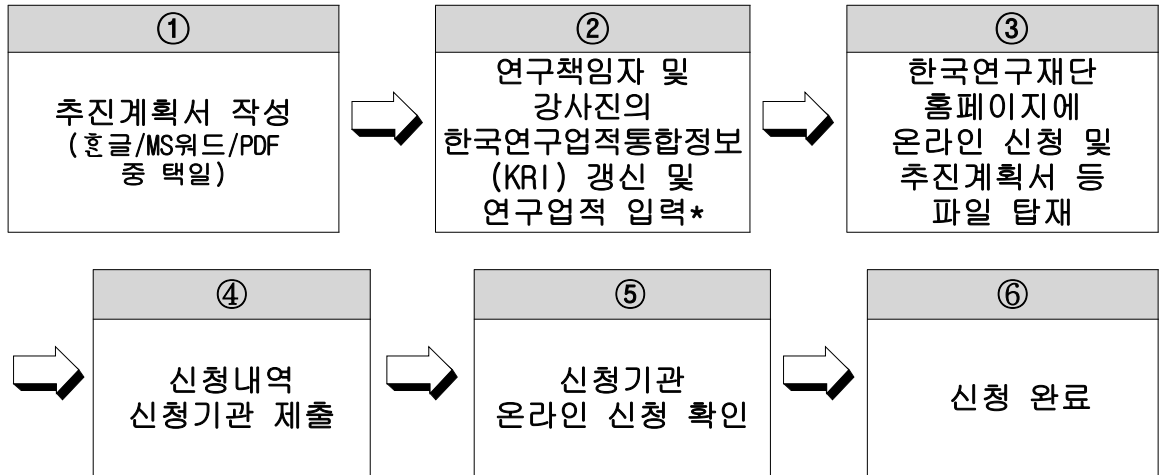 ①
추진계획서 작성
(ᄒᆞᆫ글/MS워드/PDF
중 택일)
②
연구책임자 및
강사진의
한국연구업적통합정보
(KRI) 갱신 및
연구업적 입력*
③
한국연구재단
홈페이지에
온라인 신청 및
추진계획서 등
파일 탑재
④
신청내역
신청기관 제출
⑤
신청기관
온라인 신청 확인
⑥
신청 완료